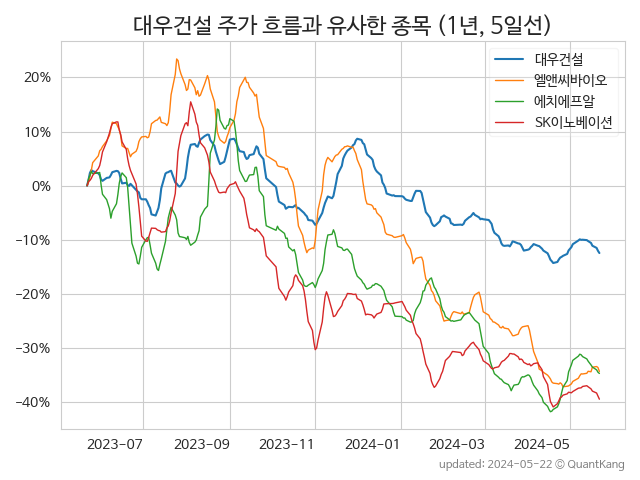 대우건설 주가 흐름과 유사한 종목 (1년, 5일선)
대우건설
엘앤씨바이오
에치에프알
SK이노베이션
20%
10%
0%
−10%
−20%
−30%
−40%
2023-07 2023-09 2023-11 2024-01 2024-03 2024-05
updated: 2024-05-22 © QuantKang